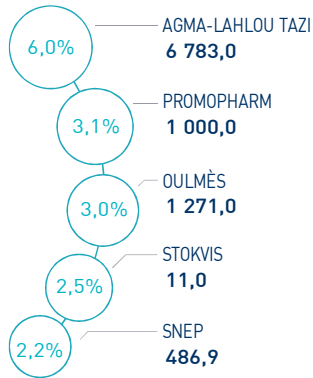 6,0%
AGMA-LAHLOU TAZI
6 783,0
3,1%
PROMOPHARM
1 000,0
3,0%
OULMÈS
1 271,0
2,5%
STOKVIS
11,0
2,2%
SNEP
486,9